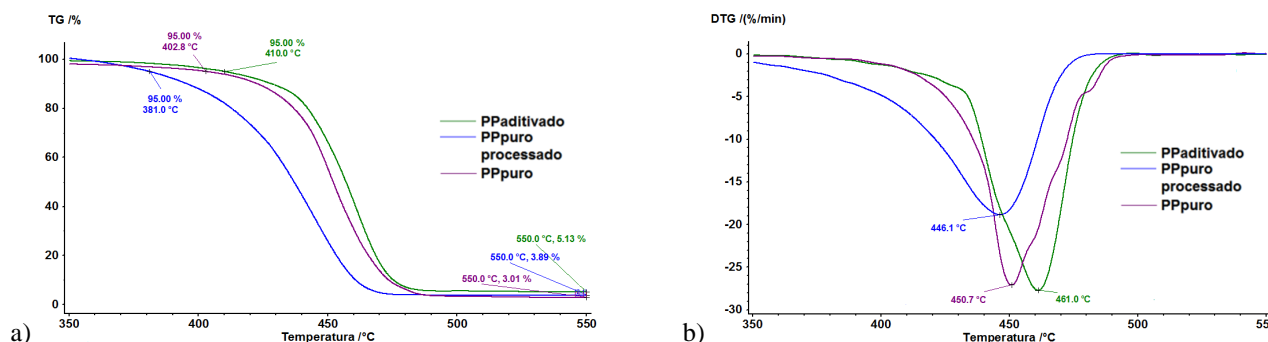 TG /%
95.00 %
402.8 °C
95.00 %
410.0 °C
95.00 %
381.0 °C
PPaditivado
PPpuro
processado
PPpuro
550.0 °C, 5.13 %
550.0 °C, 3.89 %
550.0 °C, 3.01 %
100
80
60
40
20
0
350
400
450
500
550
Temperatura /°C
a)
DTG /(%/min)
0
-5
-10
-15
-20
-25
-30
446.1 °C
450.7 °C
461.0 °C
PPaditivado
PPpuro
processado
PPpuro
350
400
450
500
550
Temperatura /°C
b)